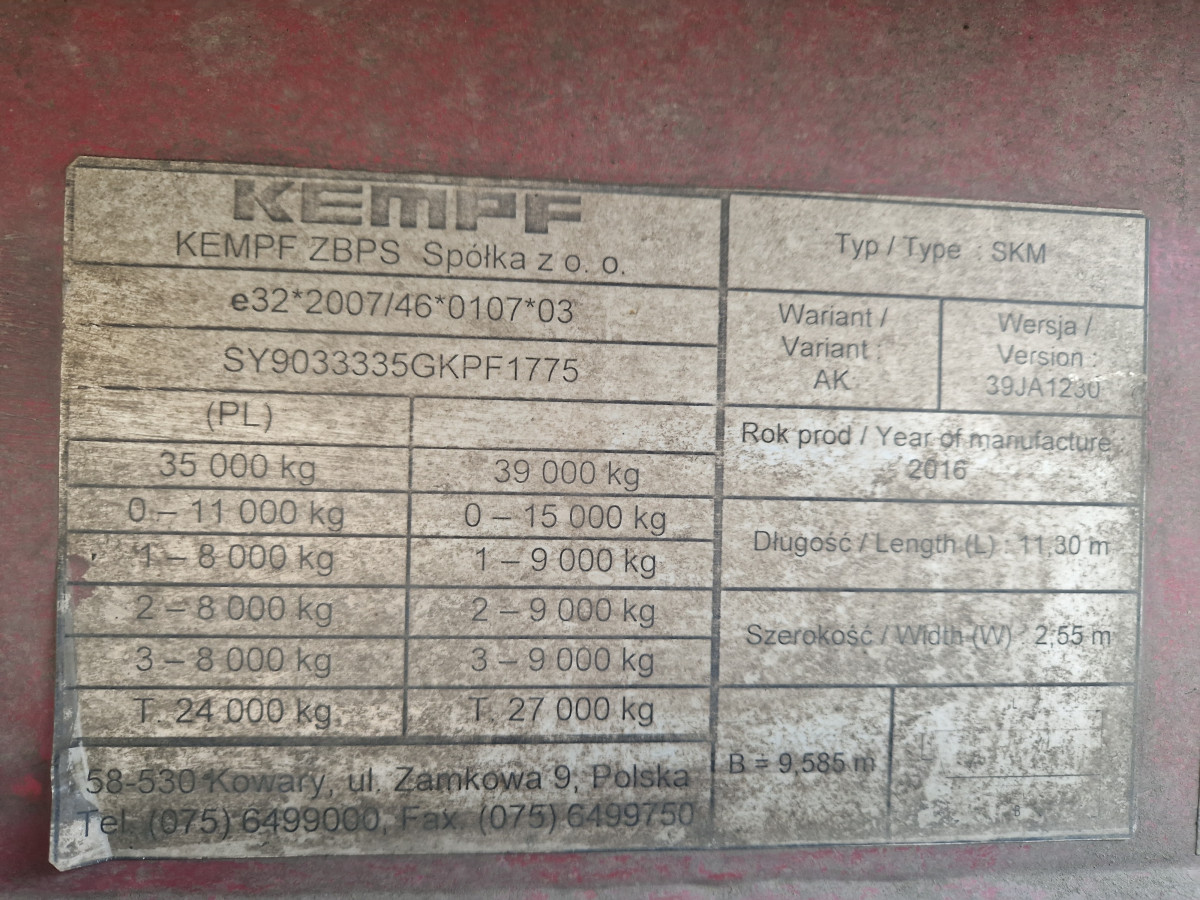 KEMPF
KEMPF ZBPS Spółka z o. o.
e32*2007/46*0107*03
SY9033335GKPF1775
(PL)
35 000 kg 39 000 kg
0 – 11 000 kg 0 – 15 000 kg
1 – 8 000 kg 1 – 9 000 kg
2 – 8 000 kg 2 – 9 000 kg
3 – 8 000 kg 3 – 9 000 kg
T. 24 000 kg T. 27 000 kg
58-530 Kowary, ul. Zamkowa 9, Polska
Tel. (075) 6499000, Fax. (075) 6499750
Typ / Type : SKM
Wariant /
Variant :
AK
Wersja /
Version :
39JA1230
Rok prod / Year of manufacture:
2016
Długość / Length (L) : 11,30 m
Szerokość / Width (W) : 2,55 m
B = 9,585 m
L
B